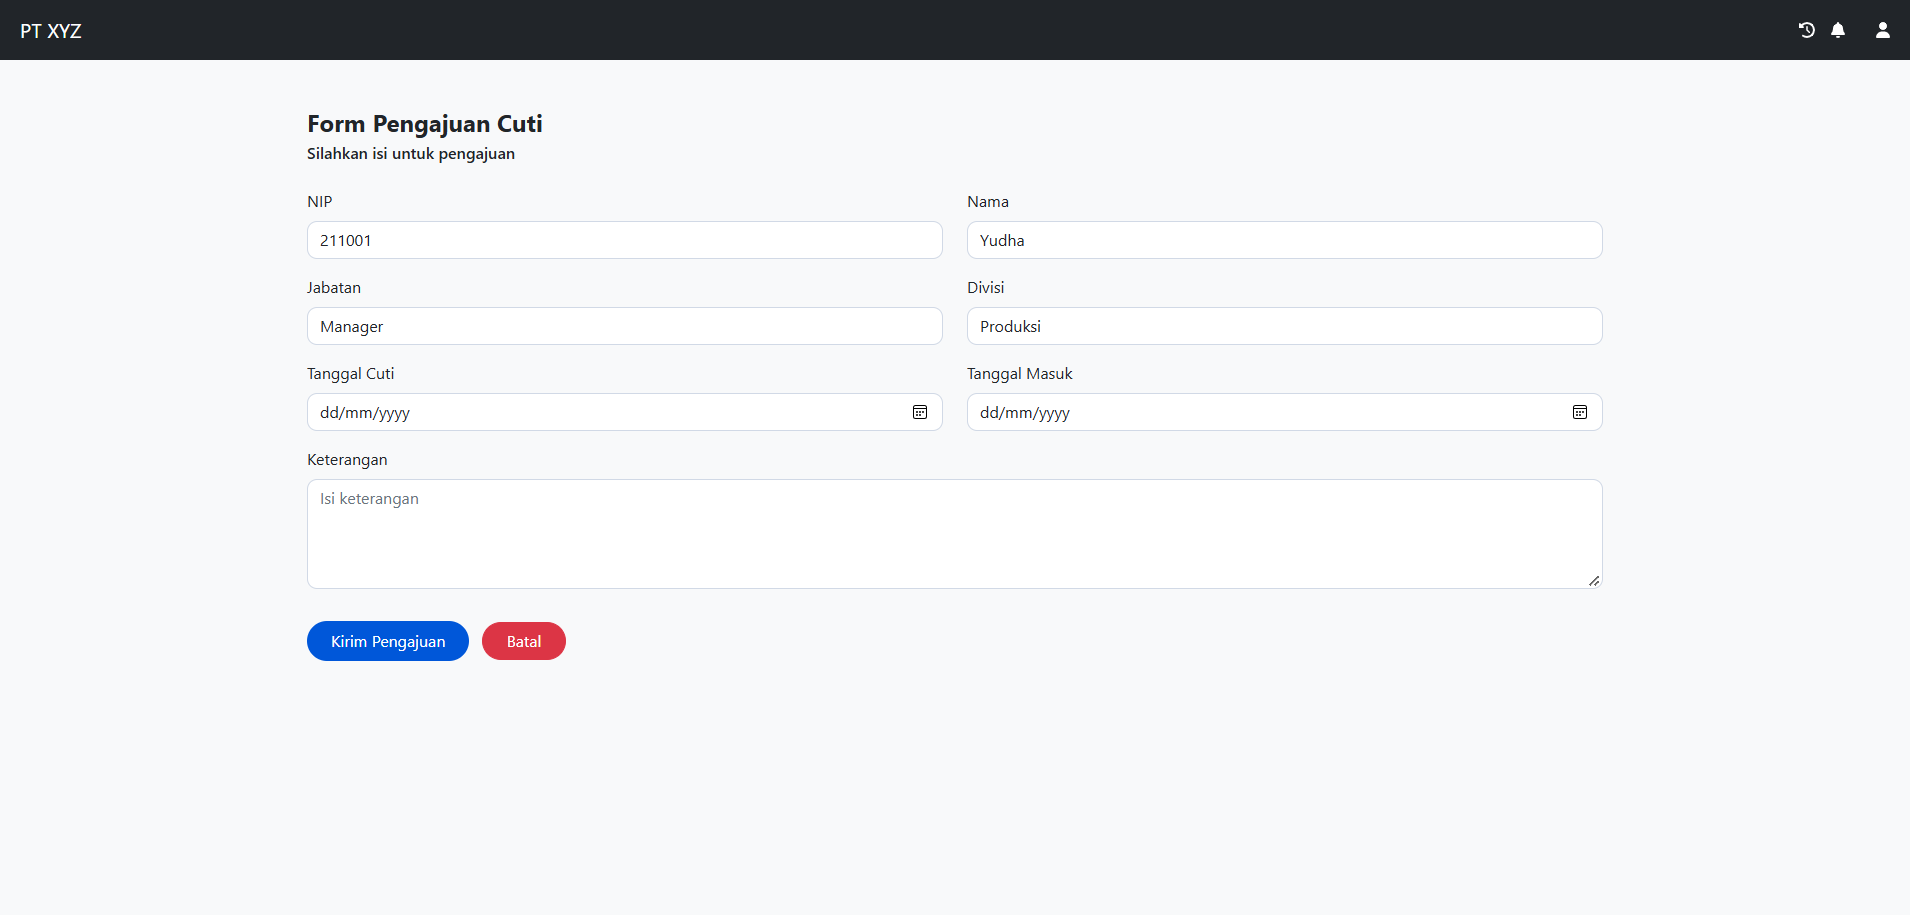 PT XYZ
Form Pengajuan Cuti
Silahkan isi untuk pengajuan
NIP
Nama
211001
Yudha
Jabatan
Divisi
Manager
Produksi
Tanggal Cuti
Tanggal Masuk
dd/mm/yyyy
dd/mm/yyyy
Keterangan
Isi keterangan
Kirim Pengajuan
Batal